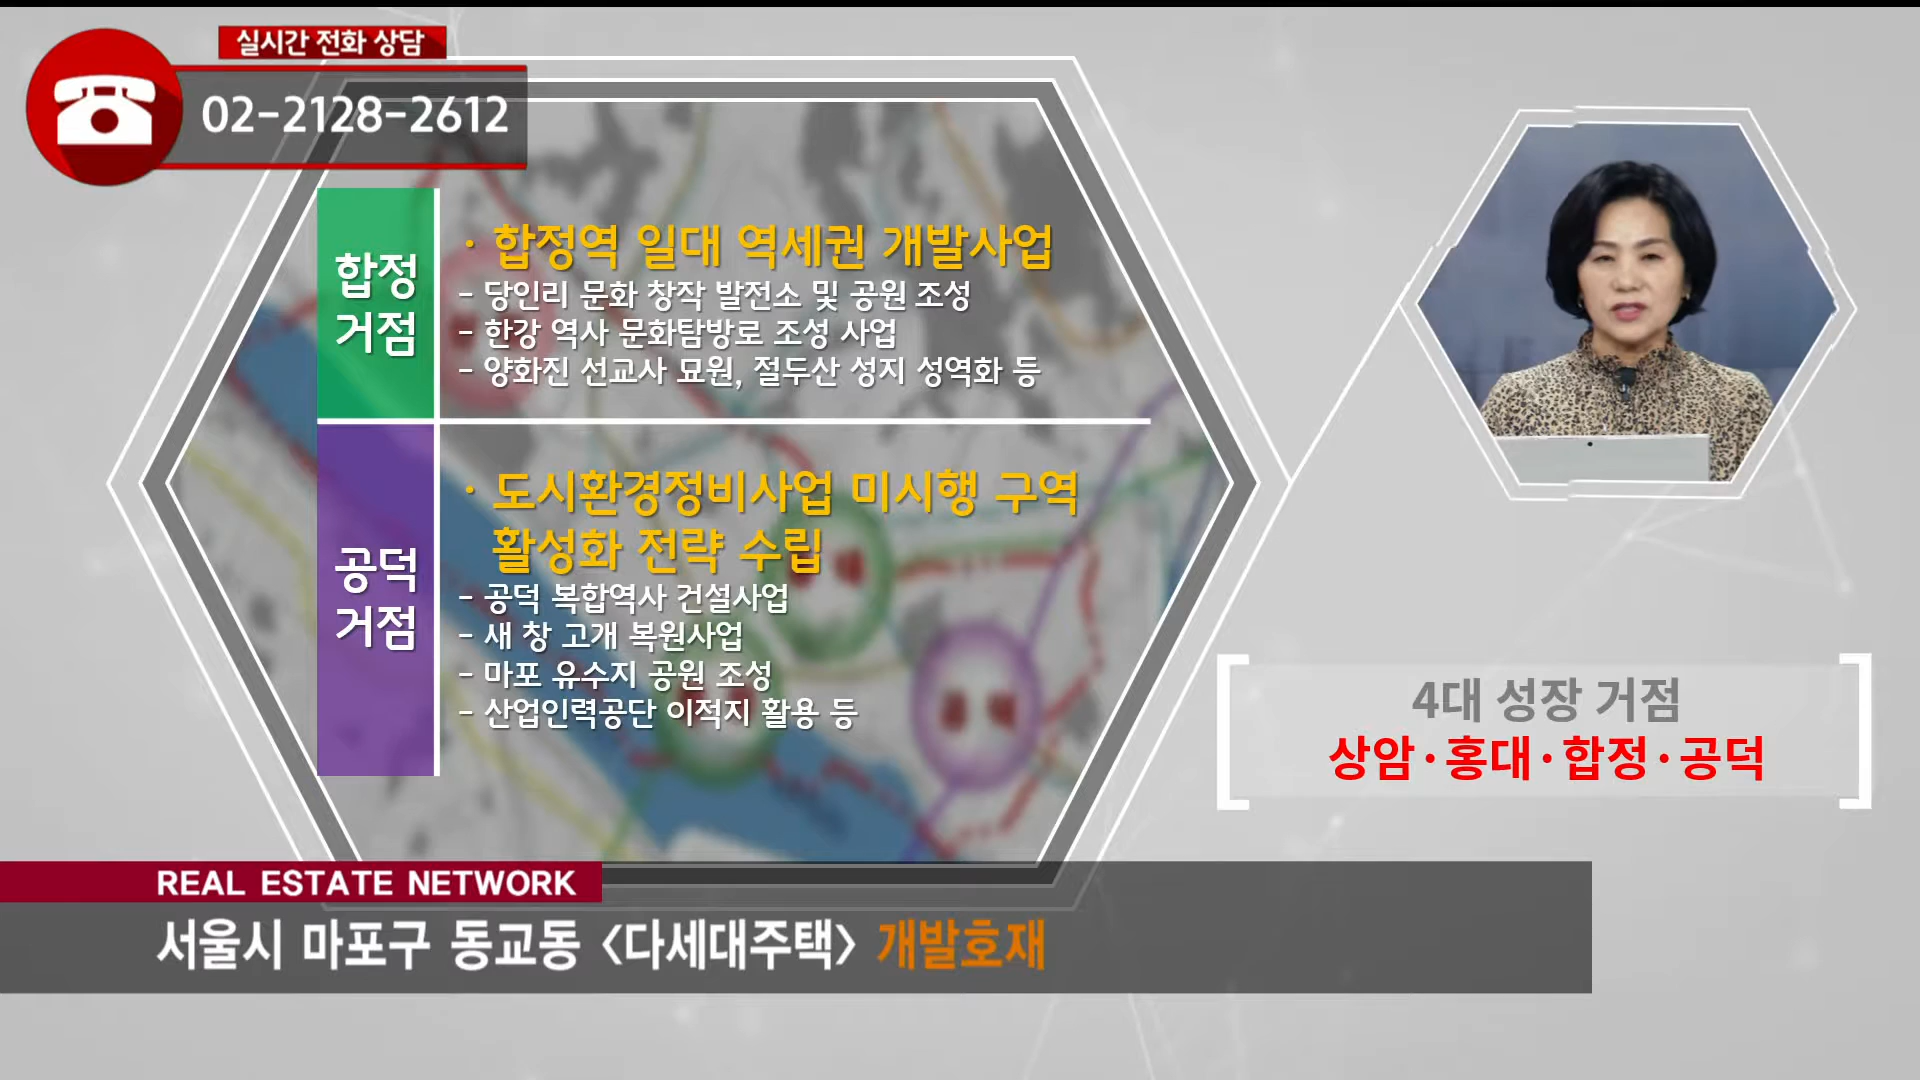 실시간 전화 상담
02-2128-2612
합정
거점
· 합정역 일대 역세권 개발사업
- 당인리 문화 창작 발전소 및 공원 조성
- 한강 역사 문화탐방로 조성 사업
- 양화진 선교사 묘원, 절두산 성지 성역화 등
공덕
거점
· 도시환경정비사업 미시행 구역
활성화 전략 수립
- 공덕 복합역사 건설사업
- 새 창 고개 복원사업
- 마포 유수지 공원 조성
- 산업인력공단 이적지 활용 등
4대 성장 거점
상암·홍대·합정·공덕
REAL ESTATE NETWORK
서울시 마포구 동교동 <다세대주택> 개발호재